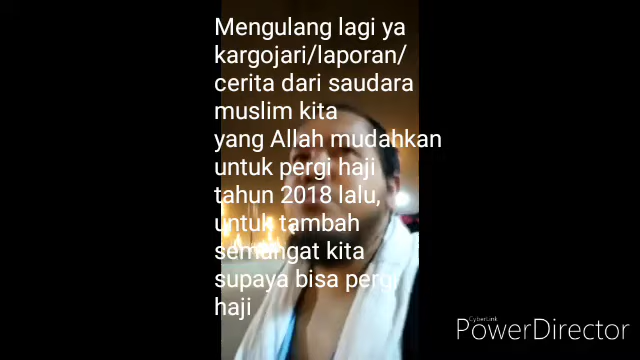 Mengulang lagi ya
kargojari/laporan/
cerita dari saudara
muslim kita
yang Allah mudahkan
untuk pergi haji
tahun 2018 lalu,
untuk tambah
semangat kita
supaya bisa pergi
haji
CyberLink
PowerDirector